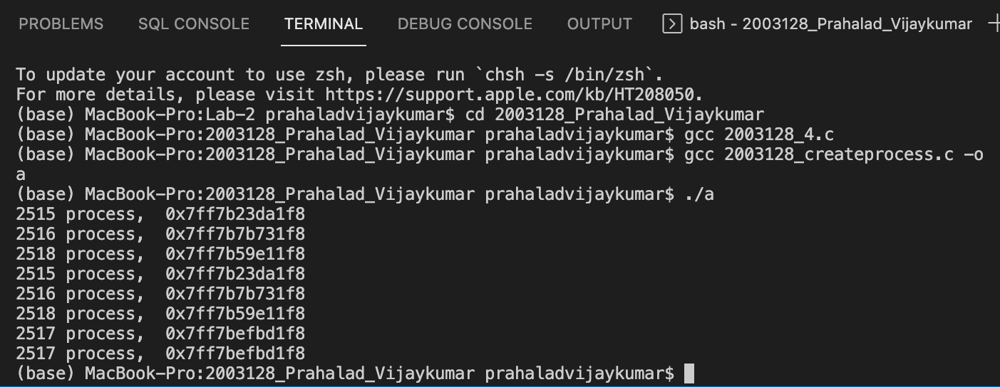 PROBLEMS SQL CONSOLE TERMINAL DEBUG CONSOLE OUTPUT bash - 2003128_Prahalad_Vijaykumar
To update your account to use zsh, please run `chsh -s /bin/zsh`.
For more details, please visit https://support.apple.com/kb/HT208050.
(base) MacBook-Pro:Lab-2 prahaladvijaykumar$ cd 2003128_Prahalad_Vijaykumar
(base) MacBook-Pro:2003128_Prahalad_Vijaykumar prahaladvijaykumar$ gcc 2003128_4.c
(base) MacBook-Pro:2003128_Prahalad_Vijaykumar prahaladvijaykumar$ gcc 2003128_createprocess.c -o
a
(base) MacBook-Pro:2003128_Prahalad_Vijaykumar prahaladvijaykumar$ ./a
2515 process,  0x7ff7b23da1f8
2516 process,  0x7ff7b7b731f8
2518 process,  0x7ff7b59e11f8
2515 process,  0x7ff7b23da1f8
2516 process,  0x7ff7b7b731f8
2518 process,  0x7ff7b59e11f8
2517 process,  0x7ff7befbd1f8
2517 process,  0x7ff7befbd1f8
(base) MacBook-Pro:2003128_Prahalad_Vijaykumar prahaladvijaykumar$